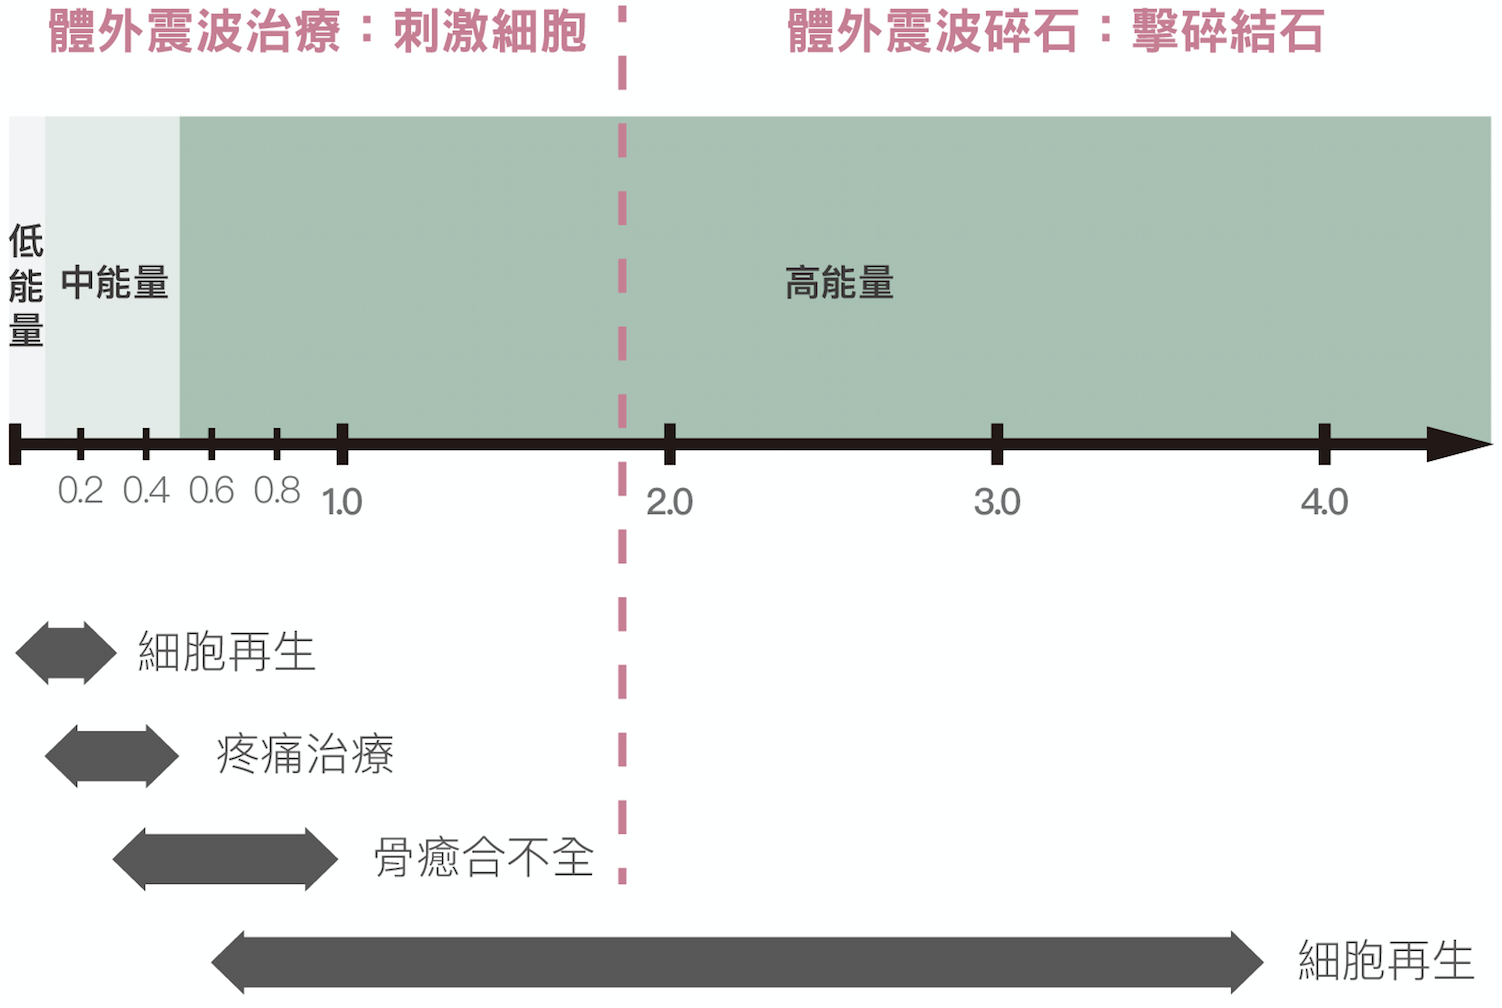 體外震波治療：刺激細胞
體外震波碎石：擊碎結石
低能量
中能量
高能量
0.2 0.4 0.6 0.8 1.0 2.0 3.0 4.0
細胞再生
疼痛治療
骨癒合不全
細胞再生